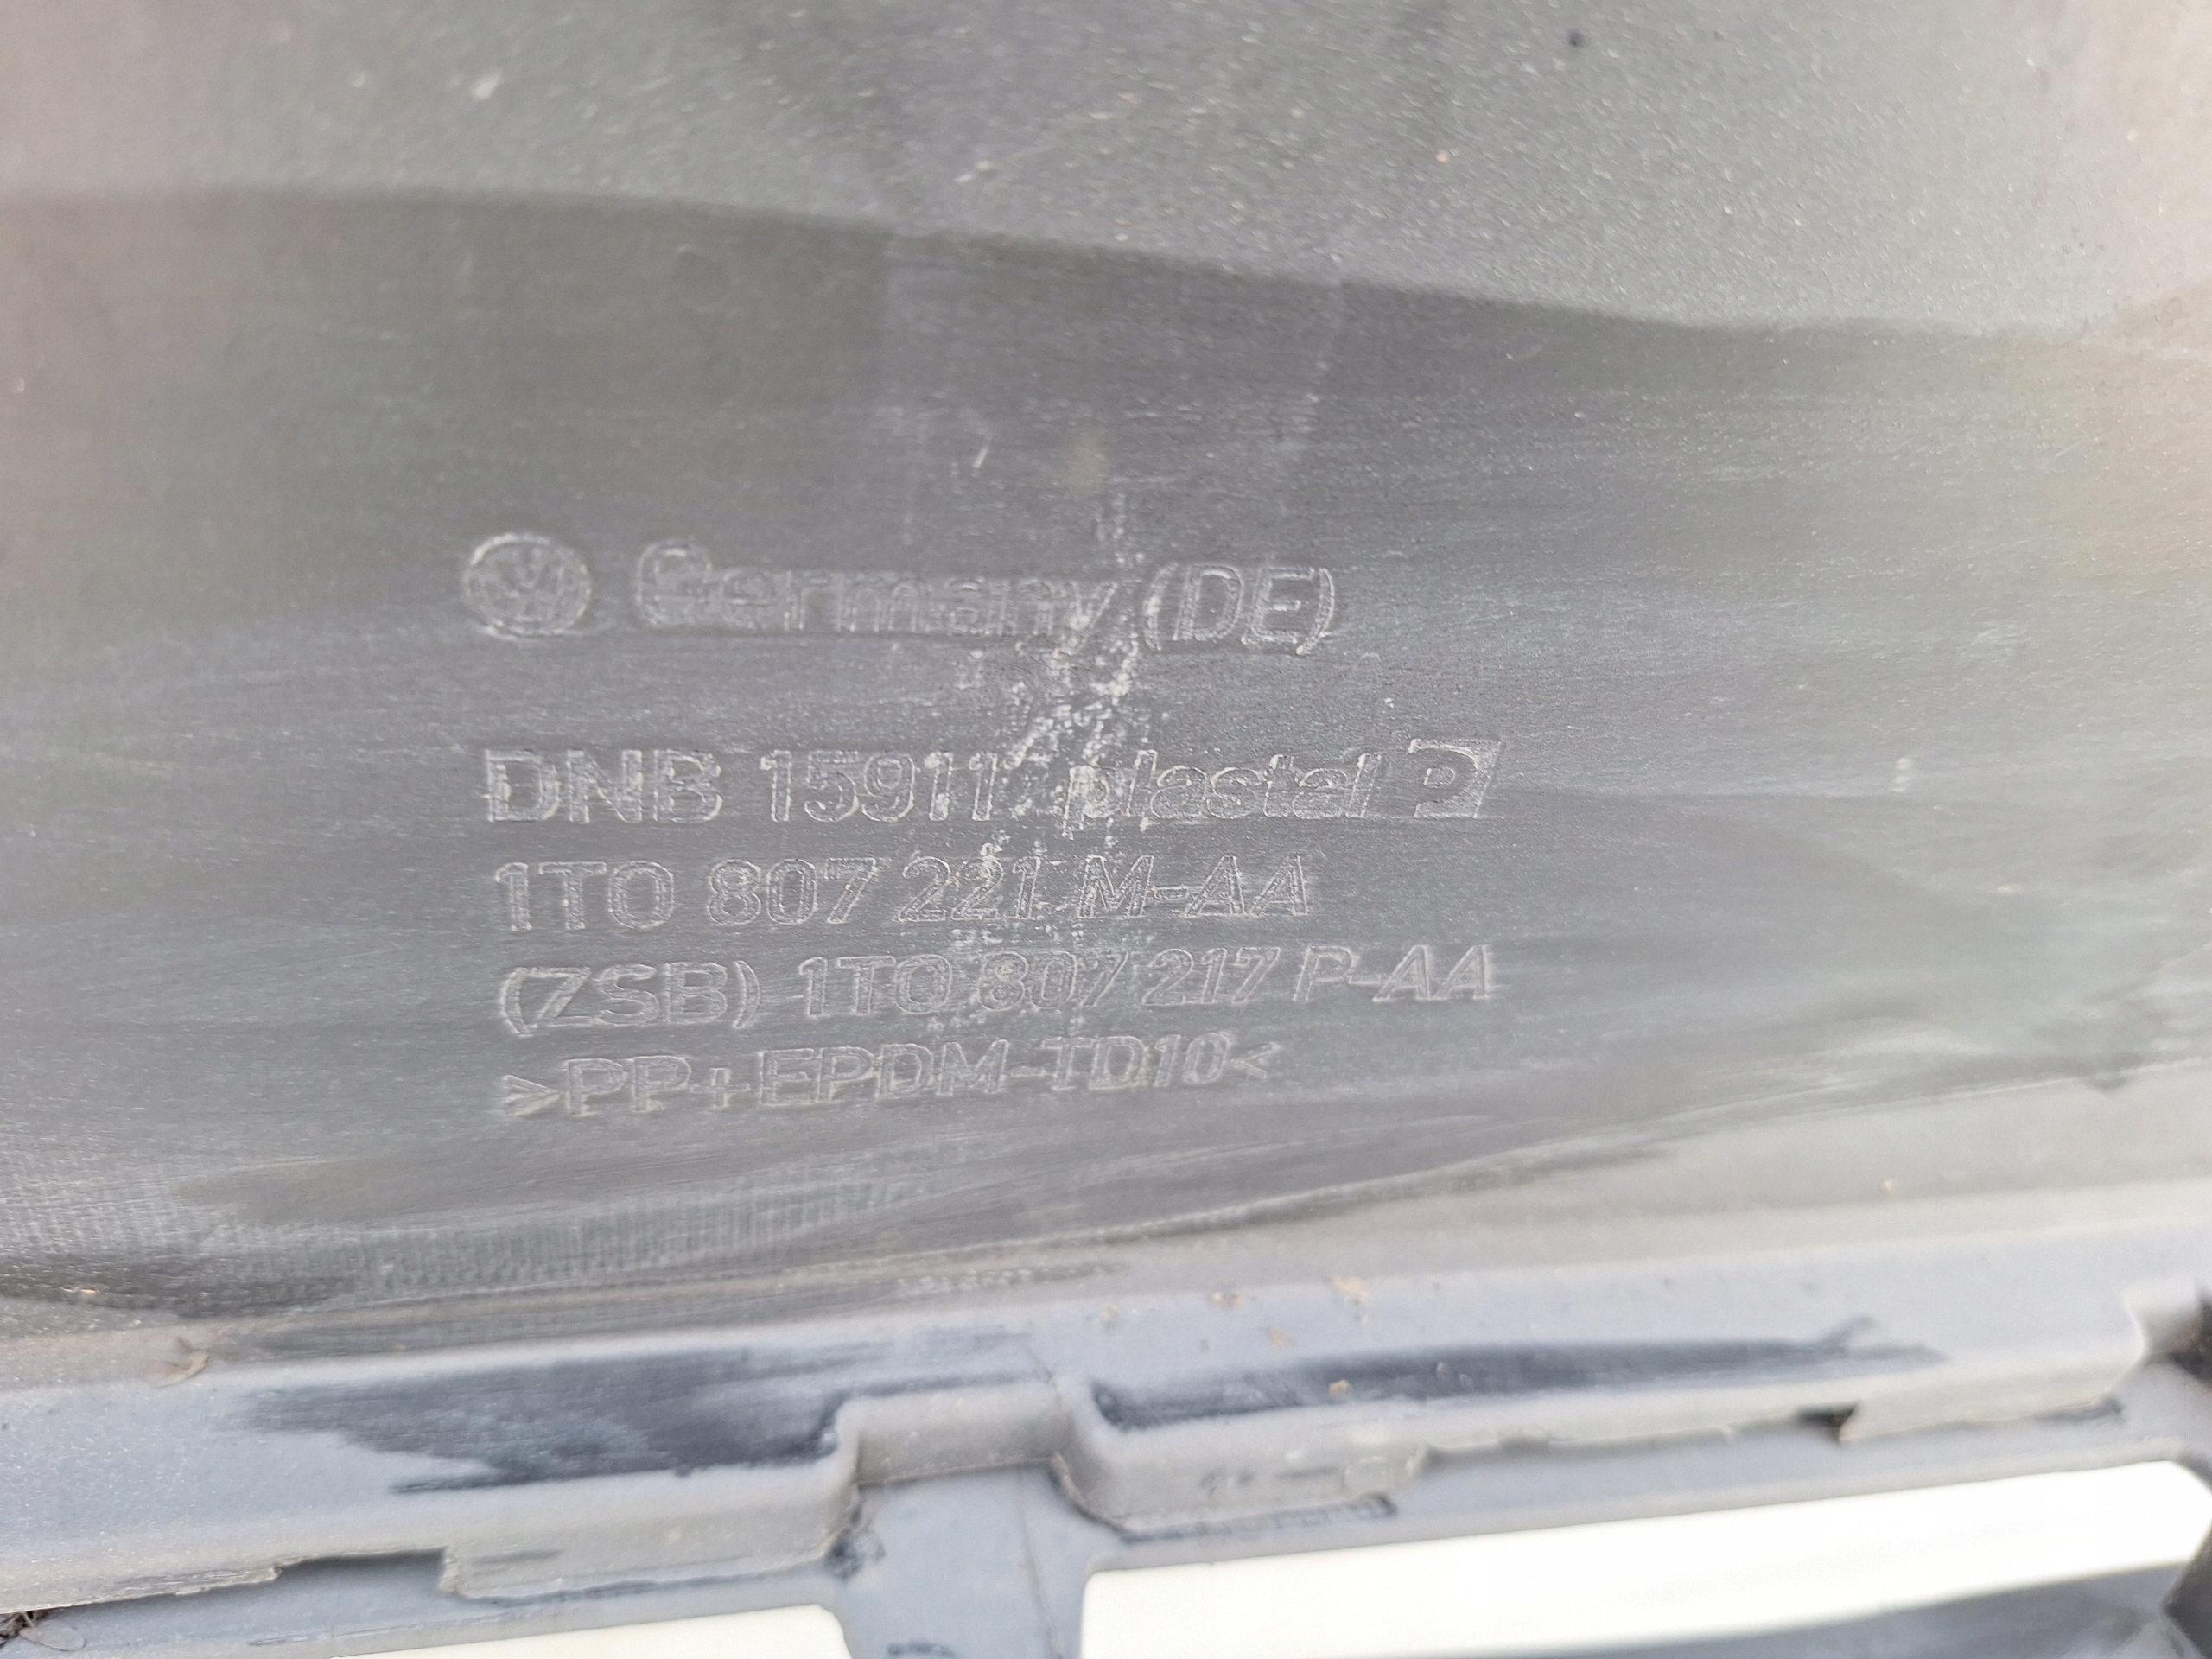 Germany (DE)
DNB 15911 plastal P
1T0 807 221 M-AA
(ZSB) 1T0 807 217 P-AA
>PP+EPDM-TD10<